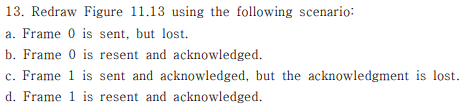 13. Redraw Figure 11.13 using the following scenario:
a. Frame 0 is sent, but lost.
b. Frame 0 is resent and acknowledged.
c. Frame 1 is sent and acknowledged, but the acknowledgment is lost.
d. Frame 1 is resent and acknowledged.